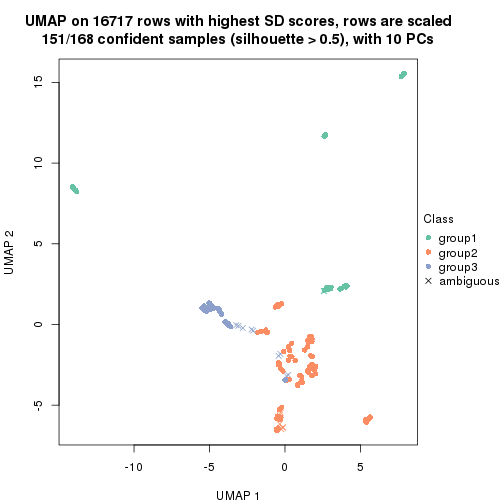 UMAP on 16717 rows with highest SD scores, rows are scaled
151/168 confident samples (silhouette > 0.5), with 10 PCs
15
10
5
0
-5
UMAP 2
-10
-5
0
5
UMAP 1
Class
group1
group2
group3
ambiguous